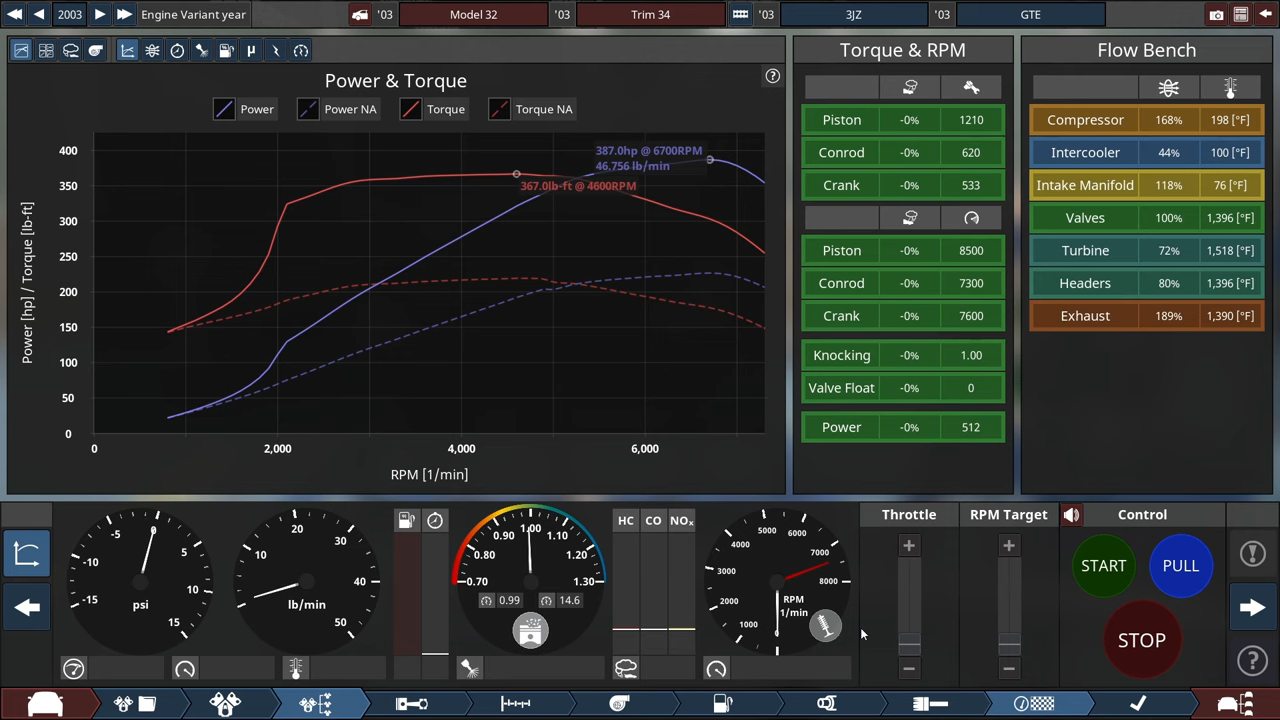 2003 Engine Variant year '03 Model 32 '03 Trim 34 '03 3JZ '03 GTE
Power & Torque
Power Power NA Torque Torque NA
Power [hp] / Torque [lb-ft]
400
350
300
250
200
150
100
50
0
387.0hp @ 6700RPM
46.756 lb/min
367.0lb-ft @ 4600RPM
0 2,000 4,000 6,000
RPM [1/min]
Torque & RPM
Piston -0% 1210
Conrod -0% 620
Crank -0% 533
Piston -0% 8500
Conrod -0% 7300
Crank -0% 7600
Knocking -0% 1.00
Valve Float -0% 0
Power -0% 512
Flow Bench
Compressor 168% 198 [°F]
Intercooler 44% 100 [°F]
Intake Manifold 118% 76 [°F]
Valves 100% 1,396 [°F]
Turbine 72% 1,518 [°F]
Headers 80% 1,396 [°F]
Exhaust 189% 1,390 [°F]
-15 -10 -5 0 5 10 15
psi
10 20 30 40 50
lb/min
0.70 0.80 0.90 1.00 1.20 1.30
0.99 14.6
HC CO NOx
0 1000 2000 3000 4000 5000 6000 7000 8000
RPM
1/min
Throttle
RPM Target
Control
START
PULL
STOP